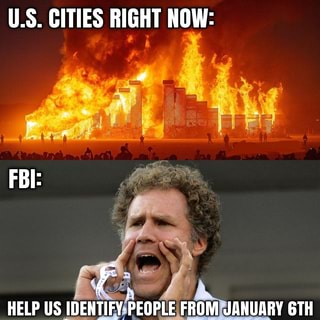 U.S. CITIES RIGHT NOW:
FBI:
HELP US IDENTIFY PEOPLE FROM JANUARY 6TH